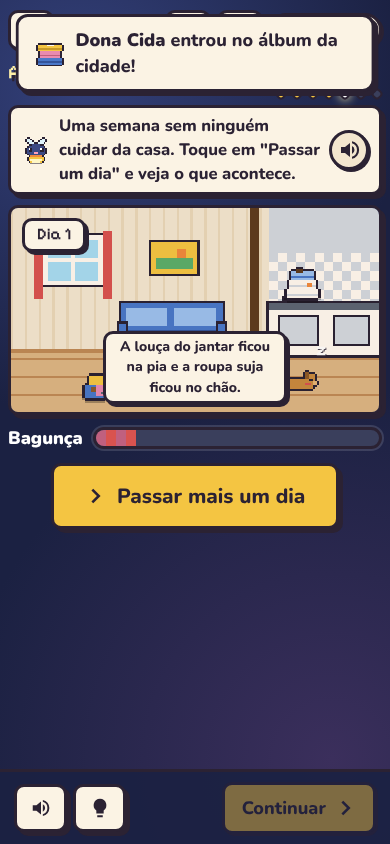 Dona Cida entrou no álbum da
cidade!
Uma semana sem ninguém
cuidar da casa. Toque em "Passar
um dia" e veja o que acontece.
Dia 1
A louça do jantar ficou
na pia e a roupa suja
ficou no chão.
Bagunça
Passar mais um dia
Continuar